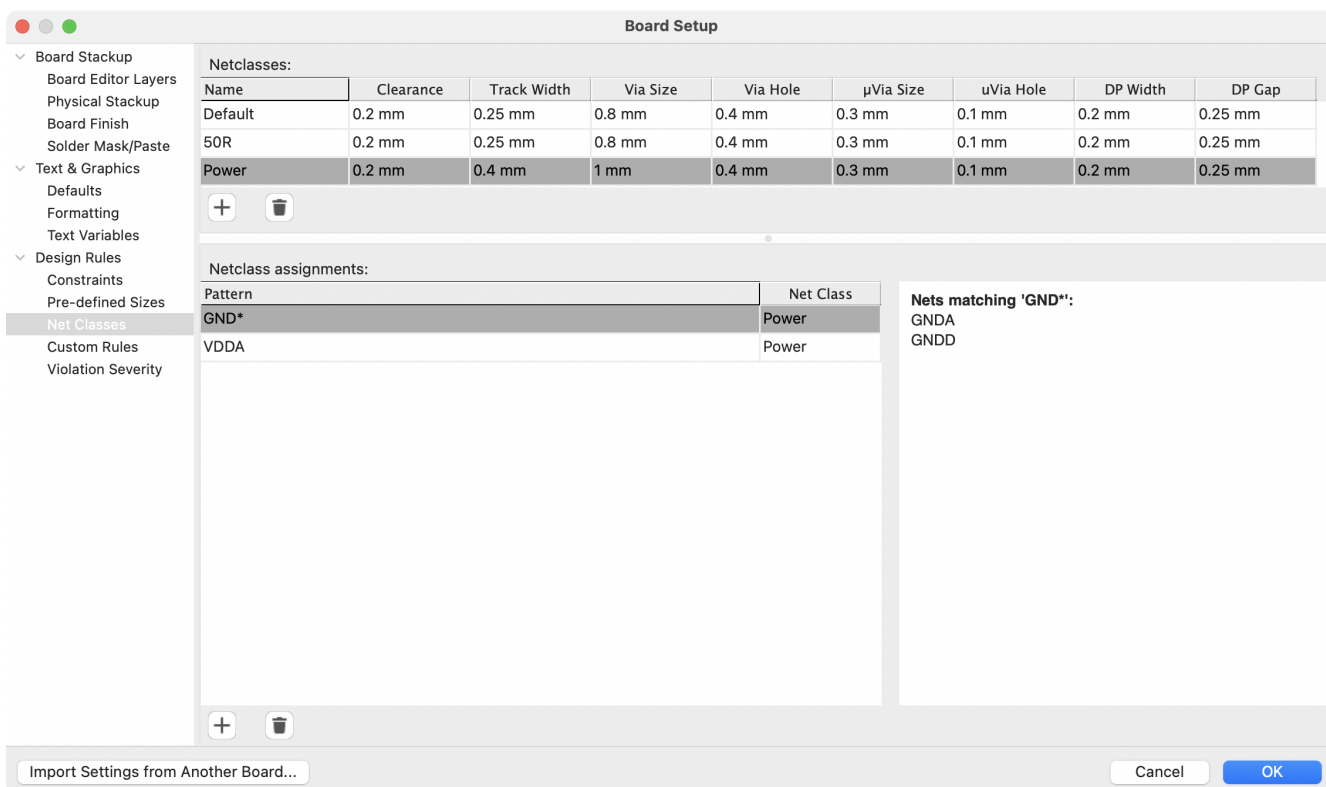 Board Setup
Board Stackup
Board Editor Layers
Physical Stackup
Board Finish
Solder Mask/Paste
Text & Graphics
Defaults
Formatting
Text Variables
Design Rules
Constraints
Pre-defined Sizes
Net Classes
Custom Rules
Violation Severity
Netclasses:
Name Clearance Track Width Via Size Via Hole µVia Size uVia Hole DP Width DP Gap
Default 0.2 mm 0.25 mm 0.8 mm 0.4 mm 0.3 mm 0.1 mm 0.2 mm 0.25 mm
50R 0.2 mm 0.25 mm 0.8 mm 0.4 mm 0.3 mm 0.1 mm 0.2 mm 0.25 mm
Power 0.2 mm 0.4 mm 1 mm 0.4 mm 0.3 mm 0.1 mm 0.2 mm 0.25 mm
Netclass assignments:
Pattern Net Class
GND* Power
VDDA Power
Nets matching 'GND*':
GNDA
GNDD
Import Settings from Another Board... Cancel OK